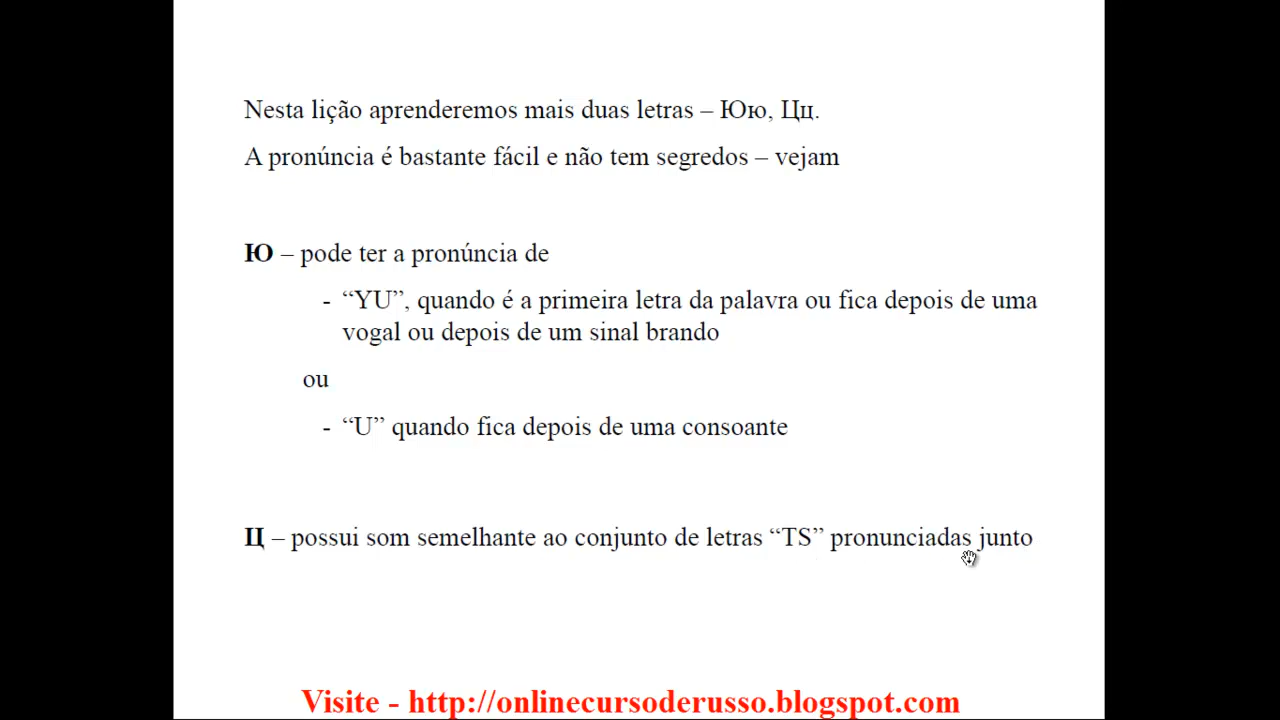 Nesta lição aprenderemos mais duas letras – Юю, Цц.
A pronúncia é bastante fácil e não tem segredos – vejam
Ю – pode ter a pronúncia de
- “YU”, quando é a primeira letra da palavra ou fica depois de uma
vogal ou depois de um sinal brando
ou
- “U” quando fica depois de uma consoante
Ц – possui som semelhante ao conjunto de letras “TS” pronunciadas junto
Visite - http://onlinecursoderusso.blogspot.com